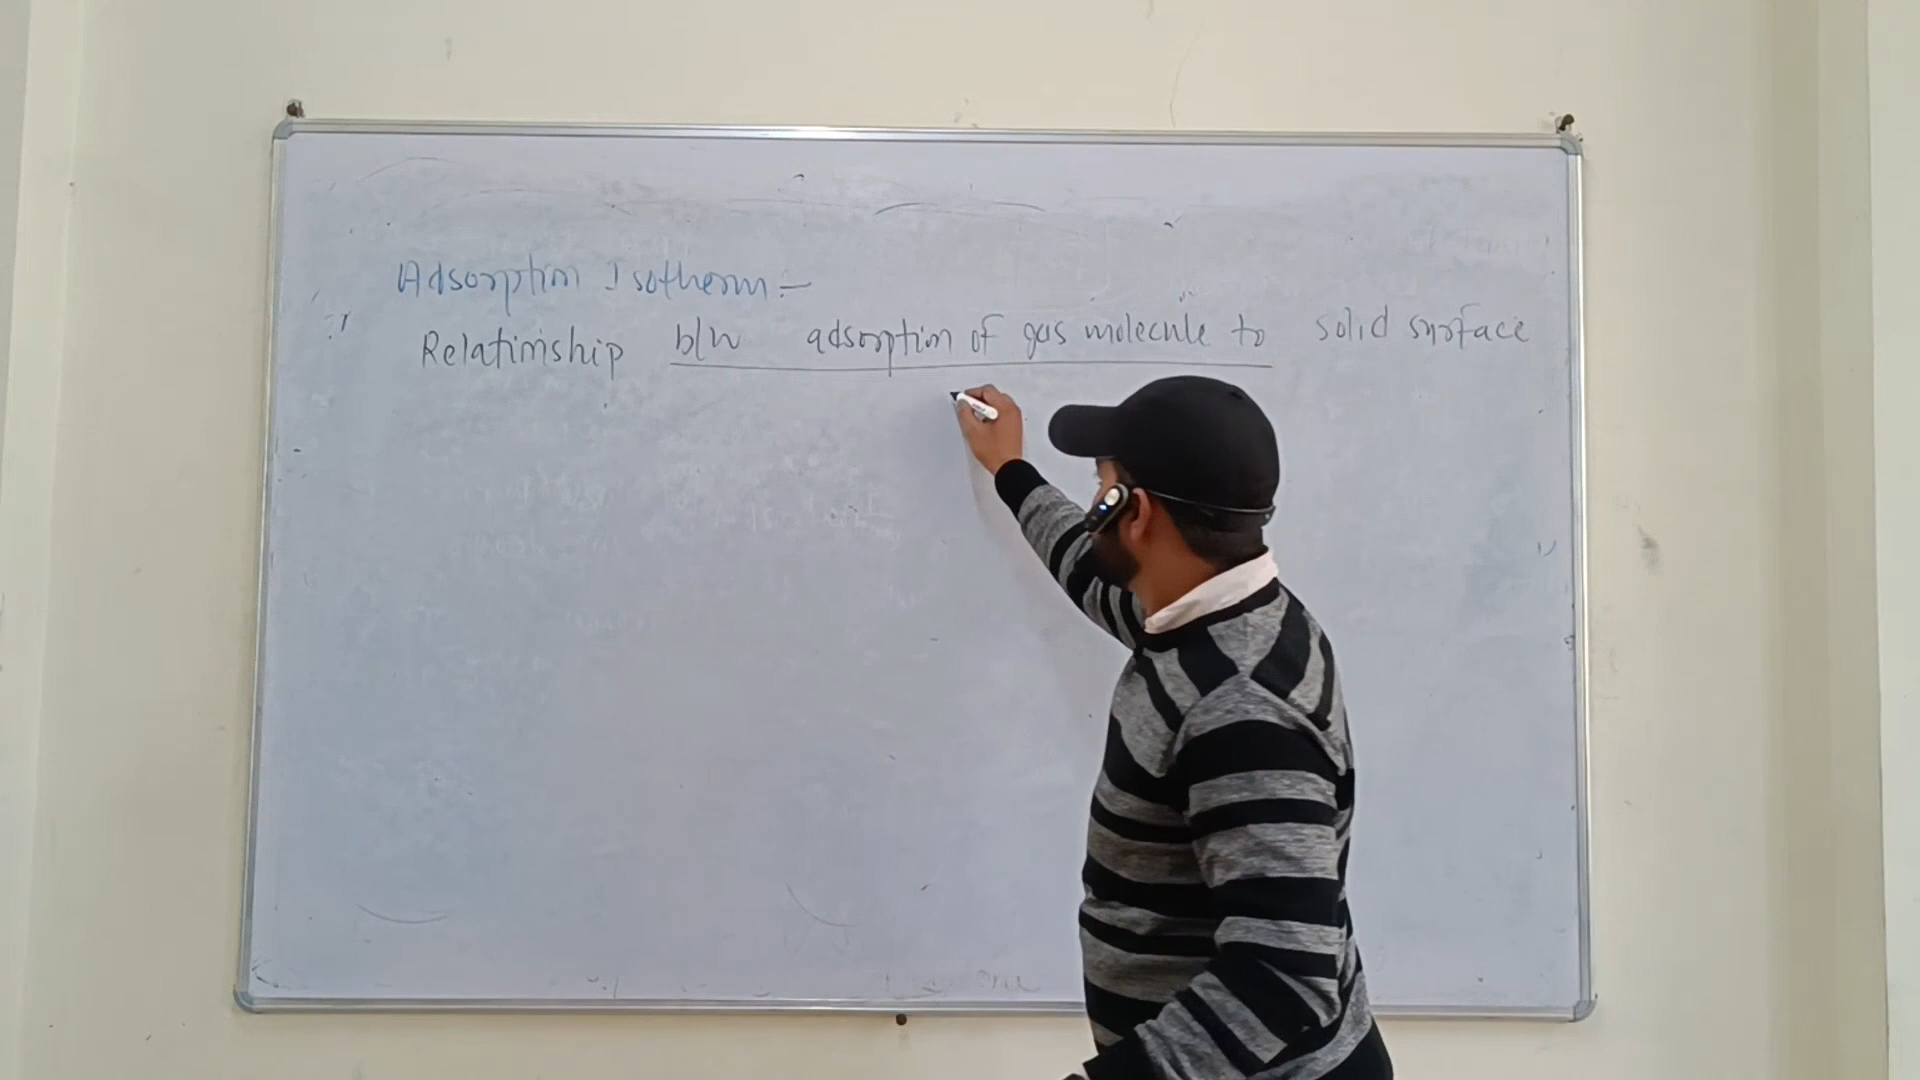 Adsorption Isotherm :-
Relationship b/w adsorption of gas molecule to solid surface